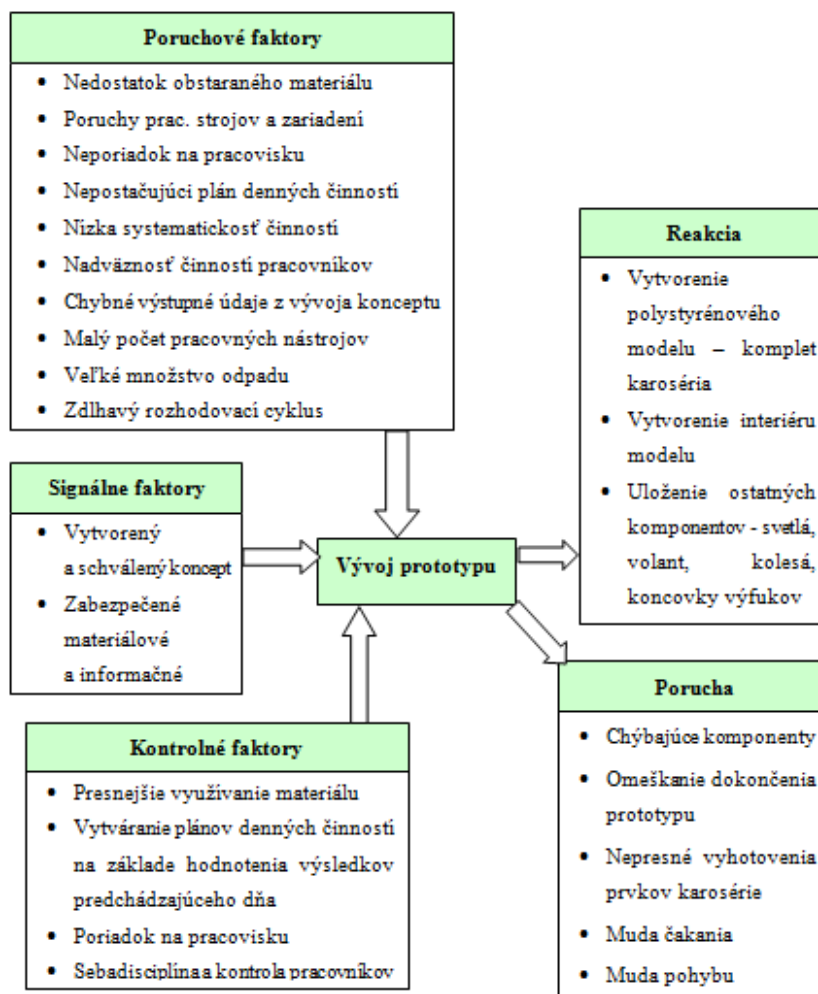 Poruchové faktory
• Nedostatok obstaraného materiálu
• Poruchy prac. strojov a zariadení
• Neporiadok na pracovisku
• Nepostačujúci plán denných činností
• Nízka systematickosť činností
• Nadväznosť činností pracovníkov
• Chybné výstupné údaje z vývoja konceptu
• Malý počet pracovných nástrojov
• Veľké množstvo odpadu
• Zdlhavý rozhodovací cyklus
Signálne faktory
• Vytvorený
a schválený koncept
• Zabezpečené
materiálové
a informačné
Vývoj prototypu
Reakcia
• Vytvorenie
polystyrénového
modelu – komplet
karoséria
• Vytvorenie interiéru
modelu
• Uloženie ostatných
komponentov - svetlá,
volant, kolesá,
koncovky výfukov
Kontrolné faktory
• Presnejšie využívanie materiálu
• Vytváranie plánov denných činností
na základe hodnotenia výsledkov
predchádzajúceho dňa
• Poriadok na pracovisku
• Sebadisciplína a kontrola pracovníkov
Porucha
• Chýbajúce komponenty
• Omeškanie dokončenia
prototypu
• Nepresné vyhotovenia
prvkov karosérie
• Muda čakania
• Muda pohybu